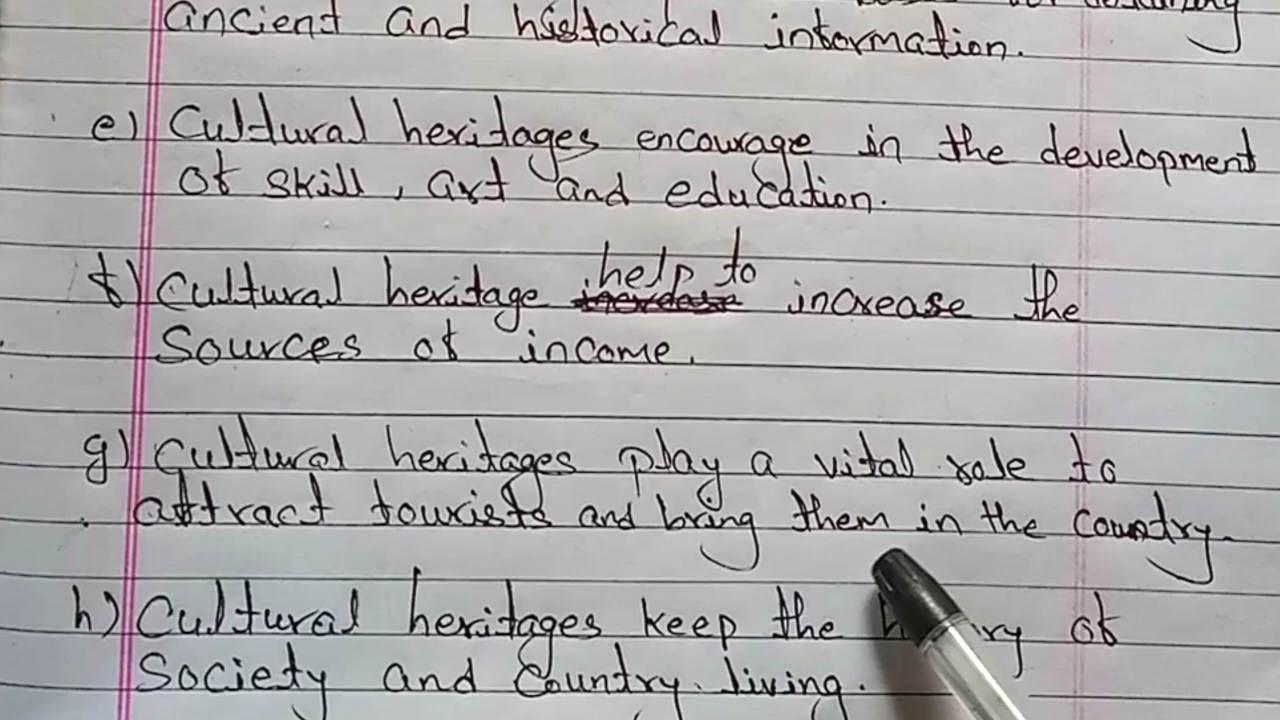 ancient and historical information.
e) Cultural heritages encourage in the development
of skill, art and education.
f) Cultural heritage help to increase the
Sources of income.
g) Cultural heritages play a vital role to
attract tourists and bring them in the country.
h) Cultural heritages keep the of
Society and Country living.